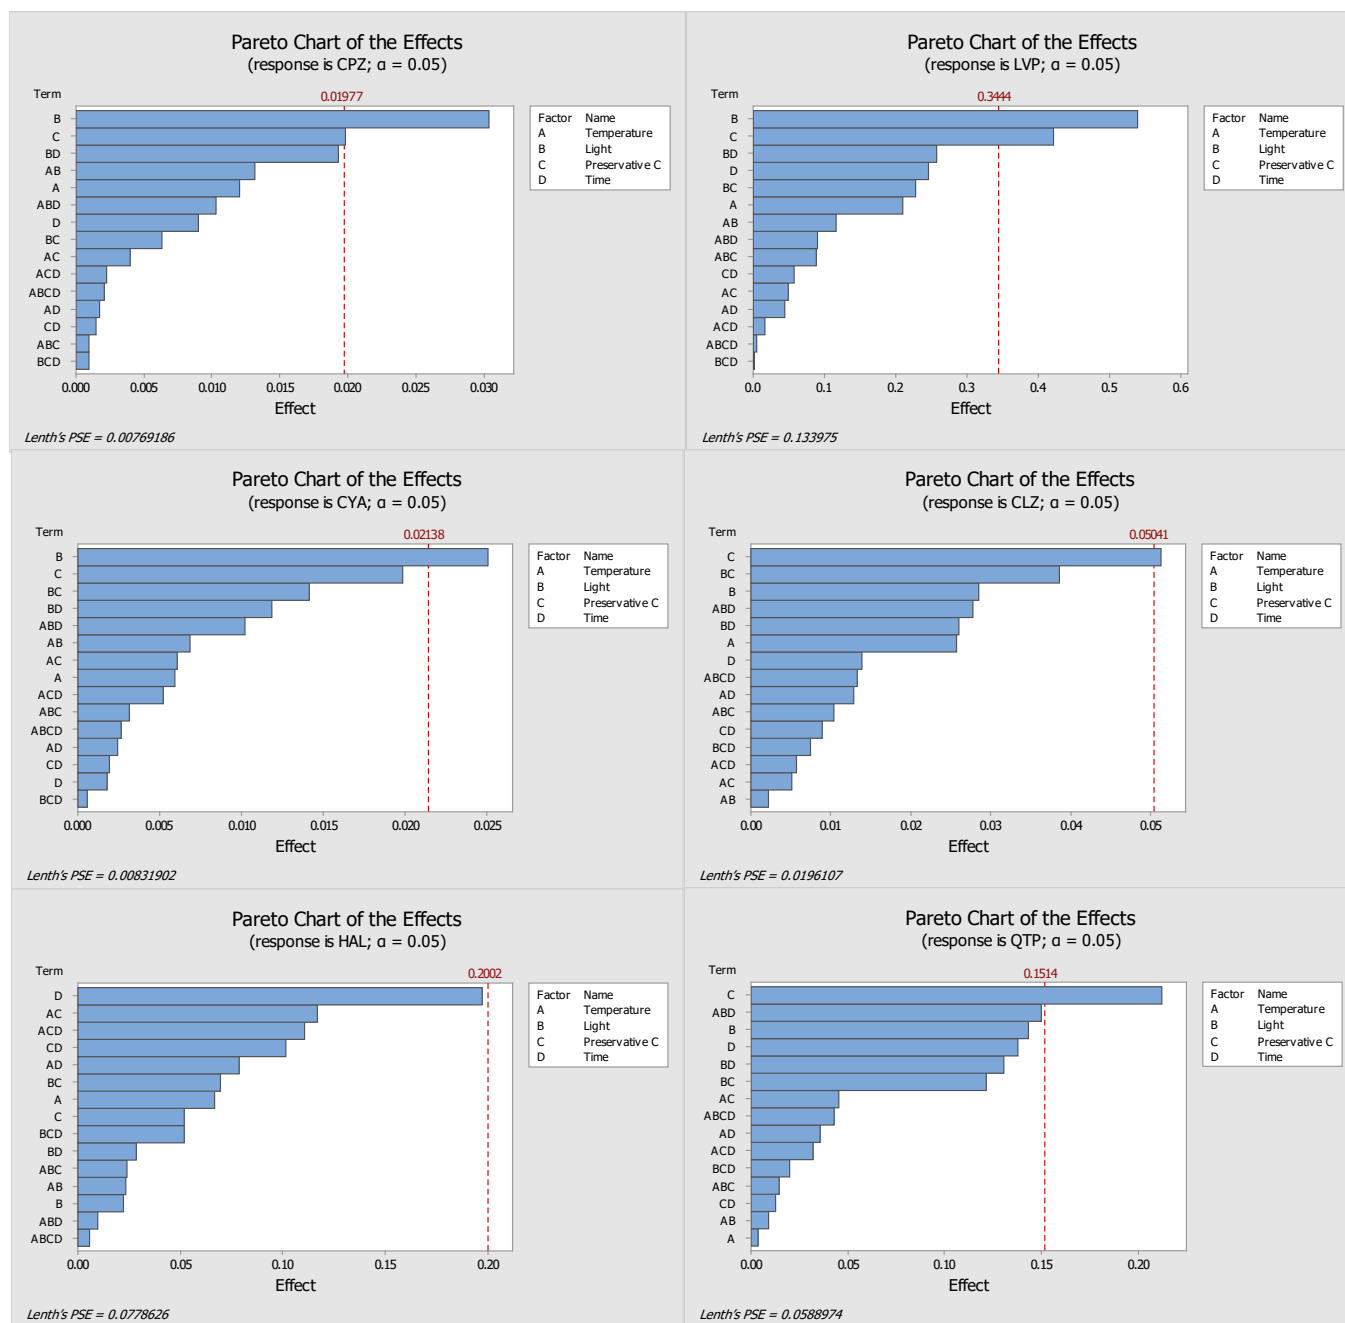 Pareto Chart of the Effects
(response is CPZ; α = 0.05)
Term
0.01977
B
C
BD
AB
A
ABD
D
BC
AC
ACD
ABCD
AD
CD
ABC
BCD
0.000 0.005 0.010 0.015 0.020 0.025 0.030
Effect
Factor Name
A Temperature
B Light
C Preservative C
D Time
Lenth's PSE = 0.00769186
Pareto Chart of the Effects
(response is LVP; α = 0.05)
Term
0.3444
B
C
BD
D
BC
A
AB
ABD
ABC
CD
AC
AD
ACD
ABCD
BCD
0.0 0.1 0.2 0.3 0.4 0.5 0.6
Effect
Factor Name
A Temperature
B Light
C Preservative C
D Time
Lenth's PSE = 0.133975
Pareto Chart of the Effects
(response is CYA; α = 0.05)
Term
0.02138
B
C
BC
BD
ABD
AB
AC
A
ACD
ABC
ABCD
AD
CD
D
BCD
0.000 0.005 0.010 0.015 0.020 0.025
Effect
Factor Name
A Temperature
B Light
C Preservative C
D Time
Lenth's PSE = 0.00831902
Pareto Chart of the Effects
(response is CLZ; α = 0.05)
Term
0.05041
C
BC
B
ABD
BD
A
D
ABCD
AD
ABC
CD
BCD
ACD
AC
AB
0.00 0.01 0.02 0.03 0.04 0.05
Effect
Factor Name
A Temperature
B Light
C Preservative C
D Time
Lenth's PSE = 0.0196107
Pareto Chart of the Effects
(response is HAL; α = 0.05)
Term
0.2002
D
AC
ACD
CD
AD
BC
A
C
BCD
BD
ABC
AB
B
ABD
ABCD
0.00 0.05 0.10 0.15 0.20
Effect
Factor Name
A Temperature
B Light
C Preservative C
D Time
Lenth's PSE = 0.0778626
Pareto Chart of the Effects
(response is QTP; α = 0.05)
Term
0.1514
C
ABD
B
D
BD
BC
AC
ABCD
AD
ACD
BCD
ABC
CD
AB
A
0.00 0.05 0.10 0.15 0.20
Effect
Factor Name
A Temperature
B Light
C Preservative C
D Time
Lenth's PSE = 0.0588974